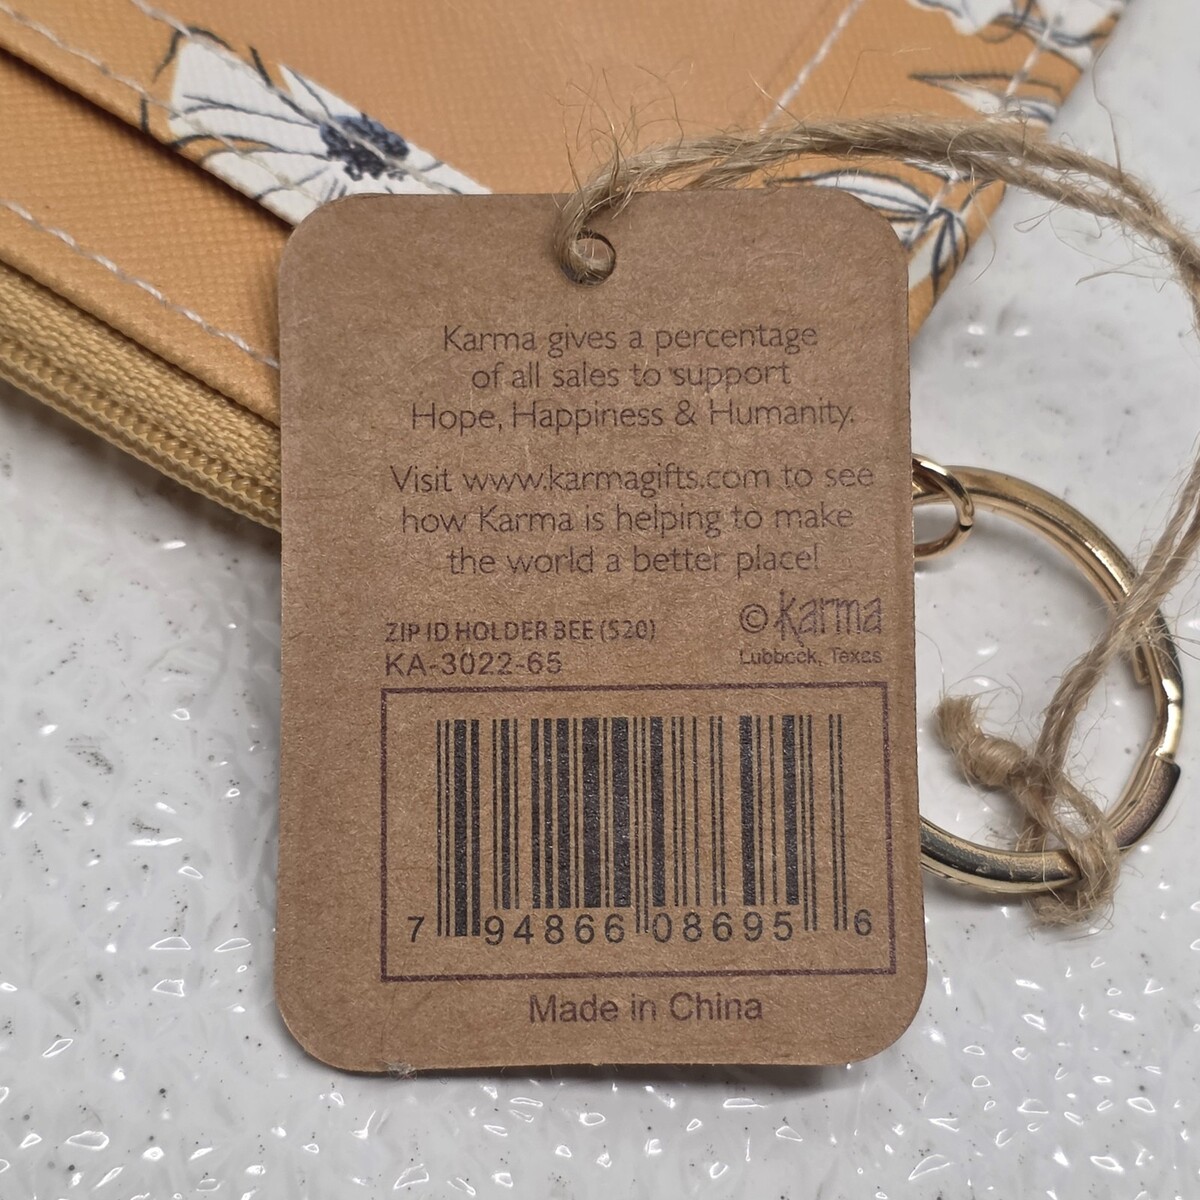 Karma gives a percentage
of all sales to support
Hope, Happiness & Humanity.
Visit www.karmagifts.com to see
how Karma is helping to make
the world a better place!
ZIP ID HOLDER BEE (S20)
KA-3022-65
© karma
Lubbock, Texas
7 94866 08695 6
Made in China